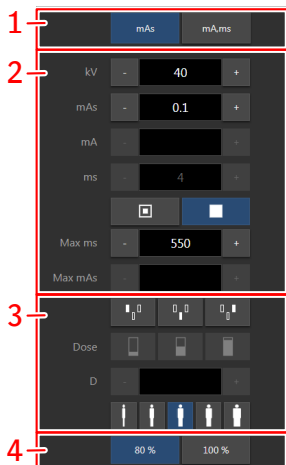 1
mAs mA.ms
2
kV - 40 +
mAs - 0.1 +
mA - +
ms - 4 +
Max ms - 550 +
Max mAs - +
3
Dose
D - +
4
80 % 100 %